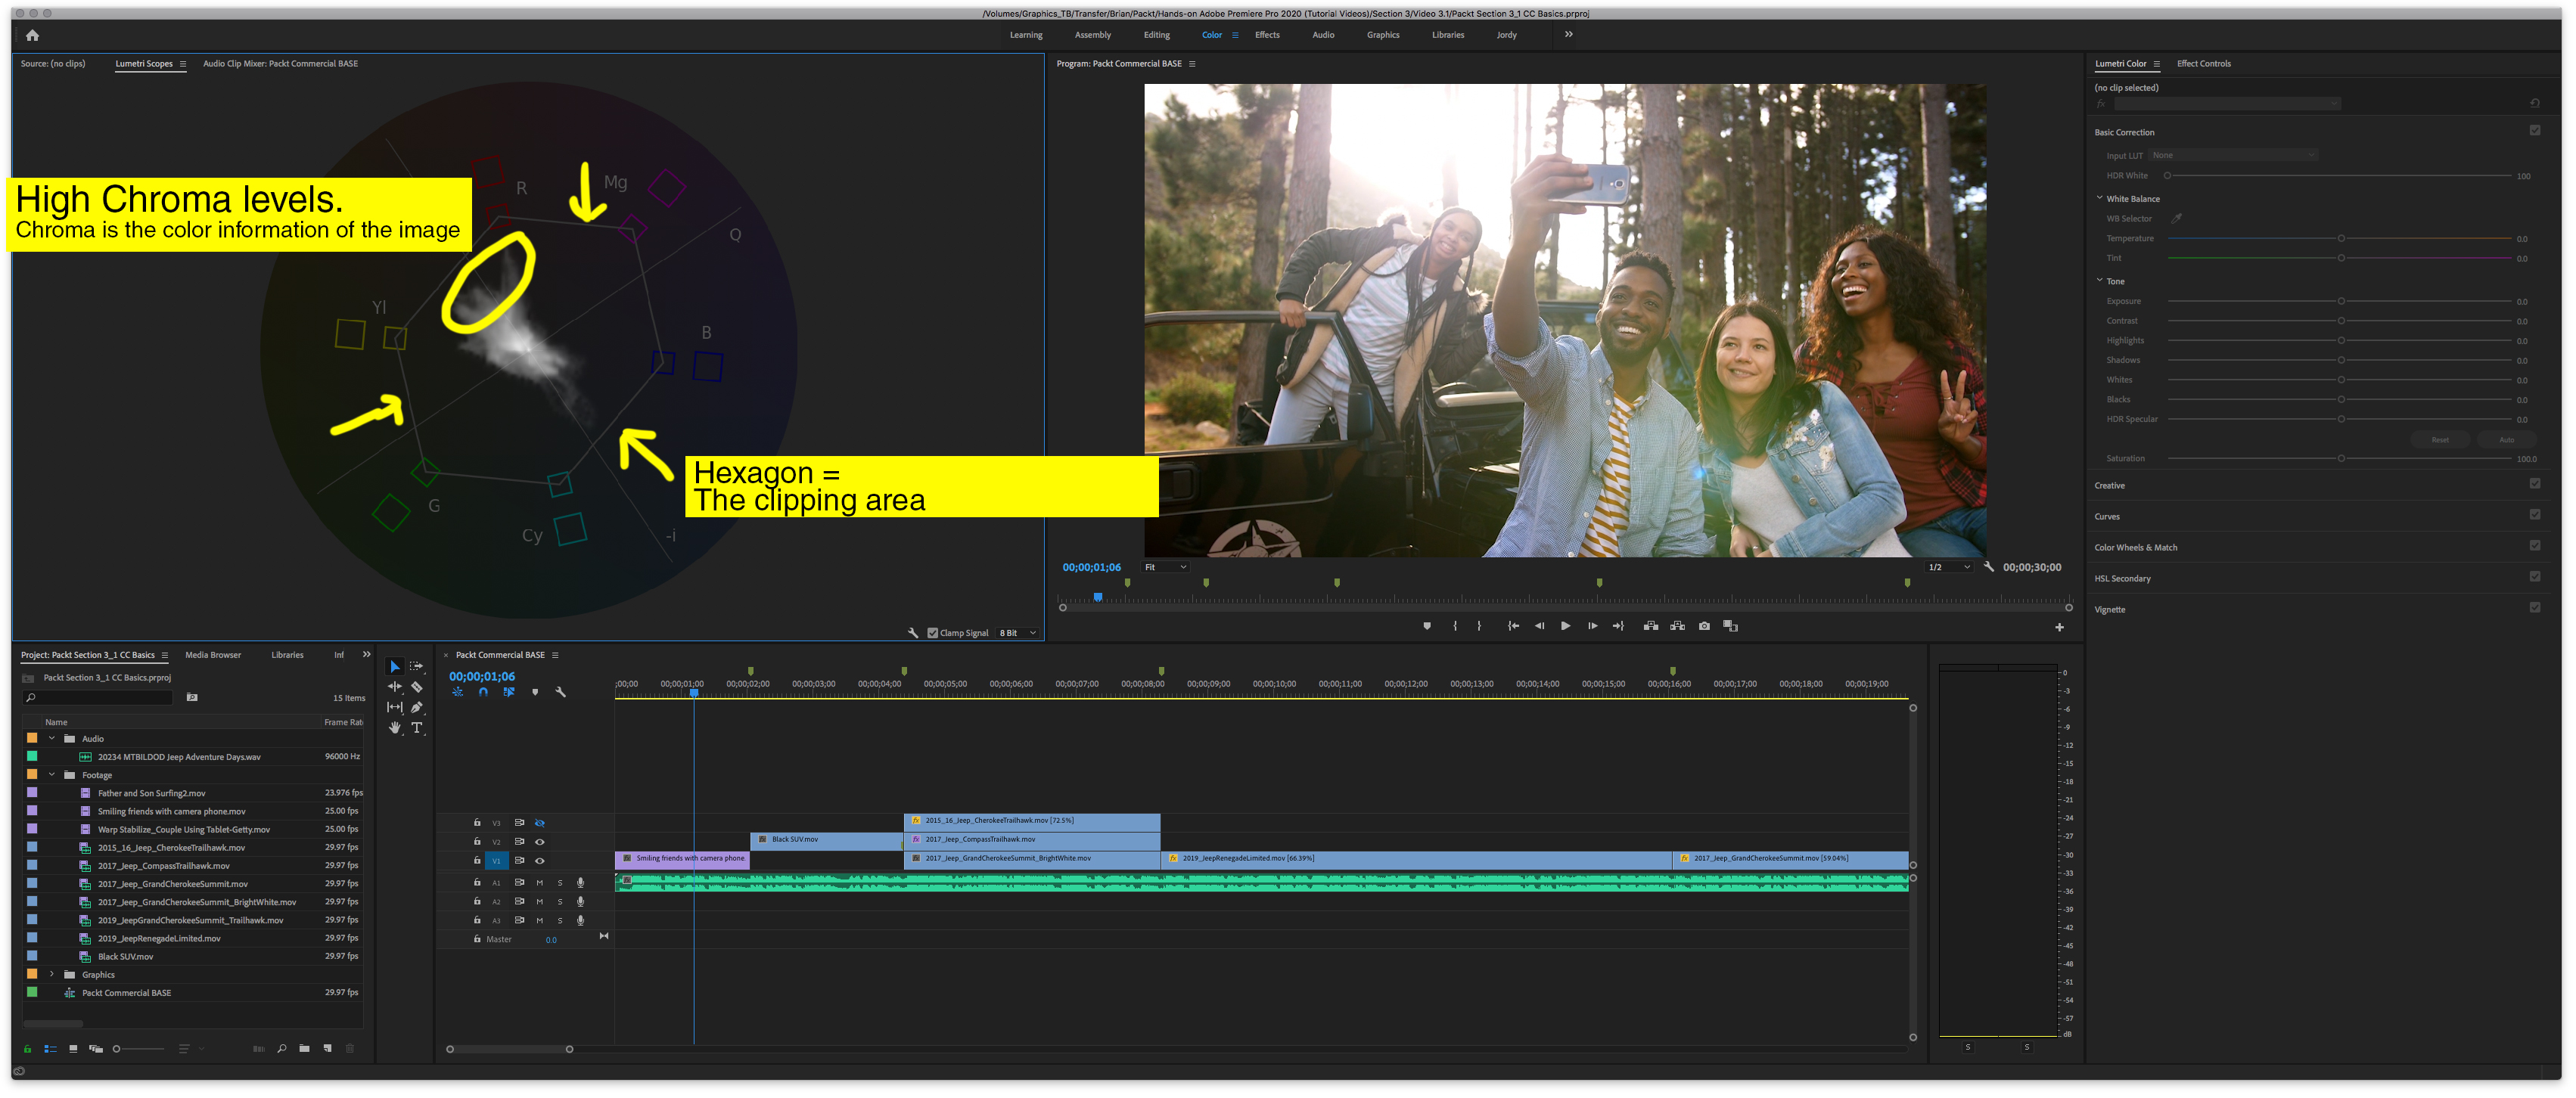 /Volumes/Graphics_TB/Transfer/Brian/Packt/Hands-on Adobe Premiere Pro 2020 (Tutorial Videos)/Section 3/Video 3.1/Packt Section 3_1 CC Basics.prproj
Learning Assembly Editing Color Effects Audio Graphics Libraries Jordy
Source: (no clips) Lumetri Scopes Audio Clip Mixer: Packt Commercial BASE
R Mg
High Chroma levels.
Chroma is the color information of the image
Q
Yl
B
Hexagon =
The clipping area
G
Cy -i
Clamp Signal 8 Bit
Program: Packt Commercial BASE
00;00;01;06 Fit 1/2 00;00;30;00
Lumetri Color Effect Controls
(no clip selected)
fx
Basic Correction
Input LUT None
HDR White 100
White Balance
WB Selector
Temperature 0.0
Tint 0.0
Tone
Exposure 0.0
Contrast 0.0
Highlights 0.0
Shadows 0.0
Whites 0.0
Blacks 0.0
HDR Specular 0.0
Reset Auto
Saturation 100.0
Creative
Curves
Color Wheels & Match
HSL Secondary
Vignette
Project: Packt Section 3_1 CC Basics Media Browser Libraries Inf
Packt Section 3_1 CC Basics.prproj
15 Items
Name Frame Rat
Audio
20234 MTBILDOD Jeep Adventure Days.wav 96000 Hz
Footage
Father and Son Surfing2.mov 23.976 fps
Smiling friends with camera phone.mov 25.00 fps
Warp Stabilize_Couple Using Tablet-Getty.mov 25.00 fps
2015_16_Jeep_CherokeeTrailhawk.mov 29.97 fps
2017_Jeep_CompassTrailhawk.mov 29.97 fps
2017_Jeep_GrandCherokeeSummit.mov 29.97 fps
2017_Jeep_GrandCherokeeSummit_BrightWhite.mov 29.97 fps
2019_JeepGrandCherokeeSummit_Trailhawk.mov 29.97 fps
2019_JeepRenegadeLimited.mov 29.97 fps
Black SUV.mov 29.97 fps
Graphics
Packt Commercial BASE 29.97 fps
Packt Commercial BASE
00;00;01;06
;00;00 00;00;01;00 00;00;02;00 00;00;03;00 00;00;04;00 00;00;05;00 00;00;06;00 00;00;07;00 00;00;08;00 00;00;09;00 00;00;10;00 00;00;11;00 00;00;12;00 00;00;13;00 00;00;14;00 00;00;15;00 00;00;16;00 00;00;17;00 00;00;18;00 00;00;19;00
V3 fx 2015_16_Jeep_CherokeeTrailhawk.mov [72.5%]
V2 fx Black SUV.mov fx 2017_Jeep_CompassTrailhawk.mov
V1 fx Smiling friends with camera phone fx 2017_Jeep_GrandCherokeeSummit_BrightWhite.mov fx 2019_JeepRenegadeLimited.mov [66.39%] fx 2017_Jeep_GrandCherokeeSummit.mov [59.04%]
A1 M S fx
A2 M S
A3 M S
Master 0.0
0
-3
-6
-9
-12
-15
-18
-21
-24
-27
-30
-33
-36
-39
-42
-45
-48
-51
-54
-57
dB
S S